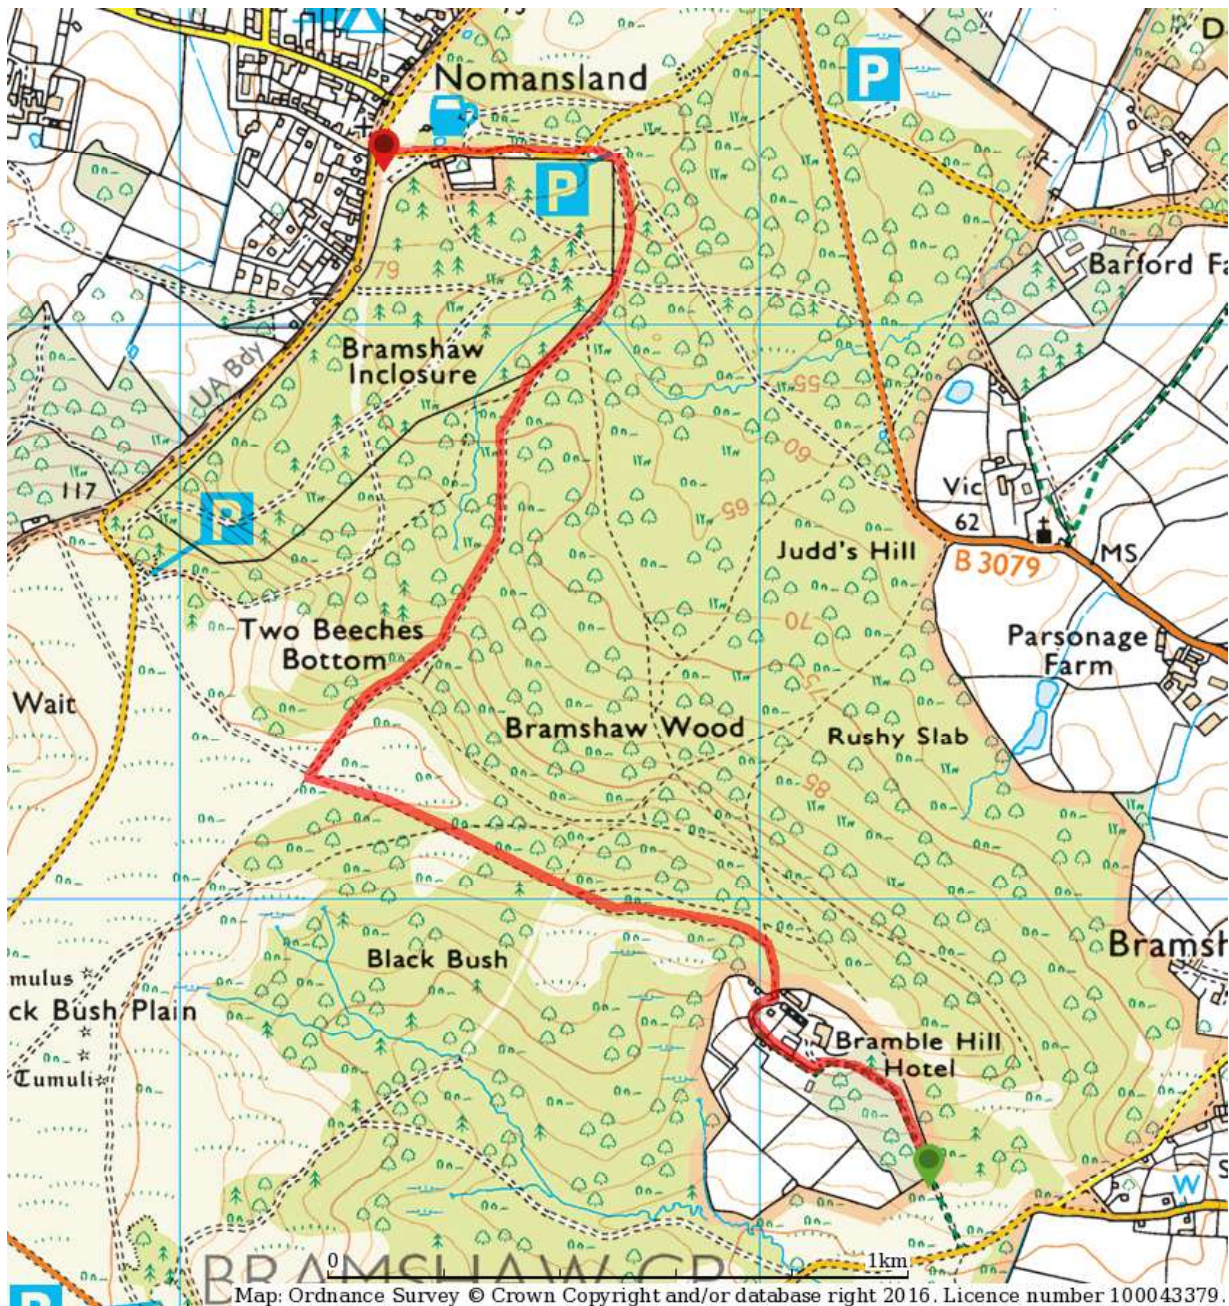 75
D
P
Nomansland
P
79
Barford Fa
Bramshaw
Inclosure
UA Bdy
55
60
117
P
Vic
62
65
Judd's Hill
MS
B 3079
70
Two Beeches
Bottom
Parsonage
Farm
75
Wait
Bramshaw Wood
Rushy Slab
85
Black Bush
Bramsh
mulus
ck Bush Plain
Bramble Hill
Hotel
Tumuli
W
BRAMSHAW CP
0
1km
P
Map: Ordnance Survey © Crown Copyright and/or database right 2016. Licence number 100043379.